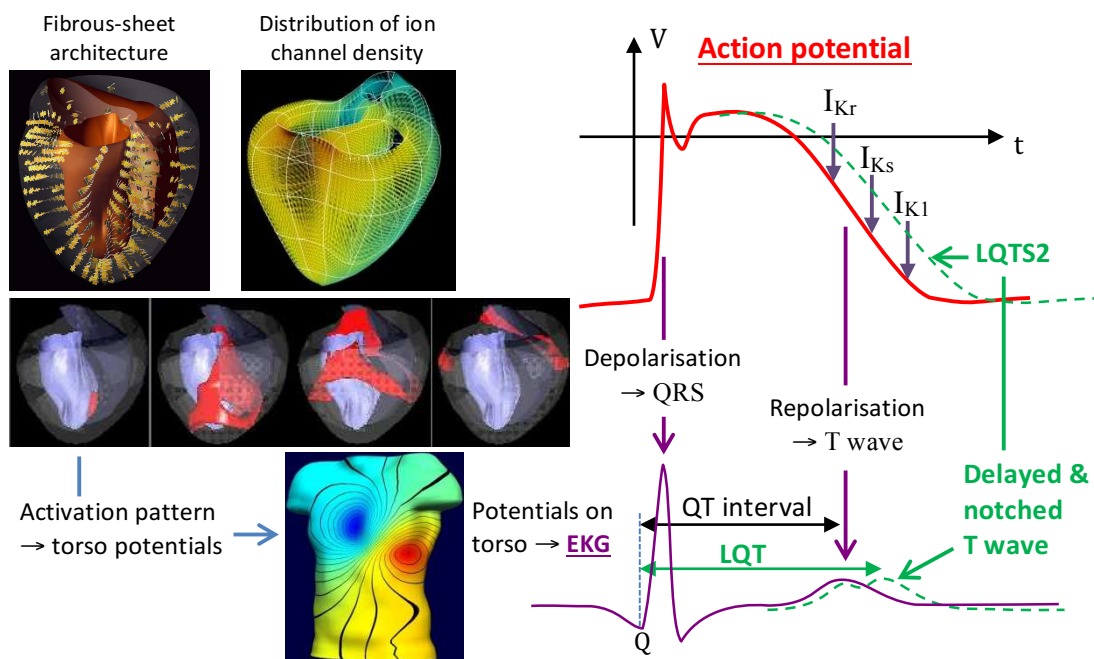 Fibrous-sheet
architecture
Distribution of ion
channel density
V
Action potential
I_Kr
t
I_Ks
I_K1
LQTS2
Depolarisation
→ QRS
Repolarisation
→ T wave
Activation pattern
→ torso potentials
Potentials on
torso → EKG
QT interval
LQT
Delayed &
notched
T wave
Q